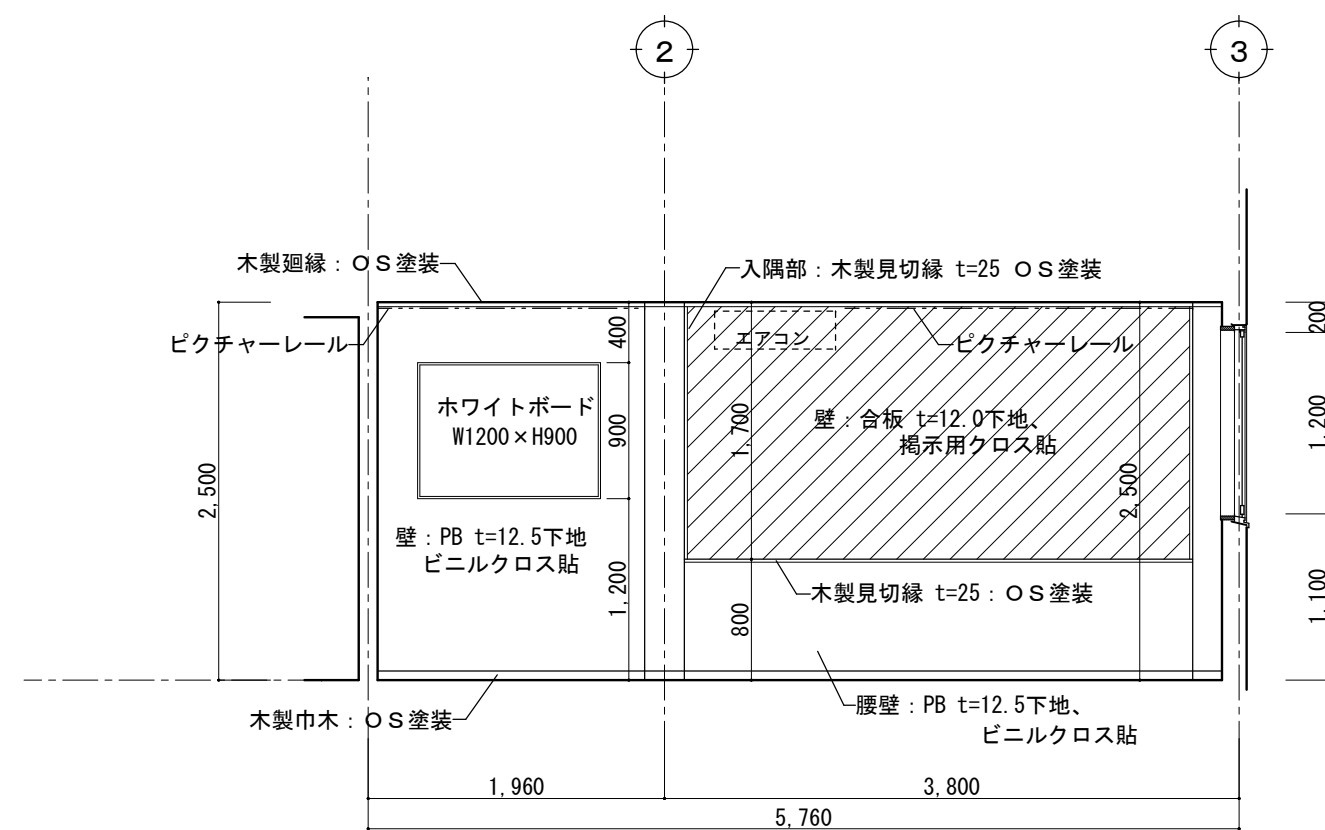 2
3
木製廻縁：ＯＳ塗装
入隅部：木製見切縁 t=25 ＯＳ塗装
200
ピクチャーレール
400
エアコン
ピクチャーレール
ホワイトボード
W1200×H900
900
1,700
壁：合板 t=12.0下地、
掲示用クロス貼
1,200
2,500
2,500
壁：PB t=12.5下地
ビニルクロス貼
1,200
木製見切縁 t=25：ＯＳ塗装
800
1,100
木製巾木：ＯＳ塗装
腰壁：PB t=12.5下地、
ビニルクロス貼
1,960
3,800
5,760